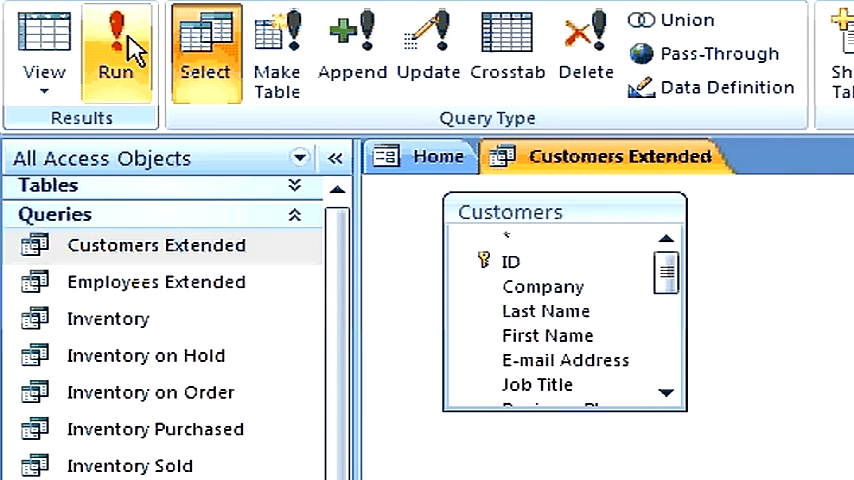 View
Run
Select
Make
Table
Append
Update
Crosstab
Delete
Union
Pass-Through
Data Definition
Results
Query Type
All Access Objects
Home
Customers Extended
Tables
Queries
Customers Extended
Employees Extended
Inventory
Inventory on Hold
Inventory on Order
Inventory Purchased
Inventory Sold
Customers
*
ID
Company
Last Name
First Name
E-mail Address
Job Title